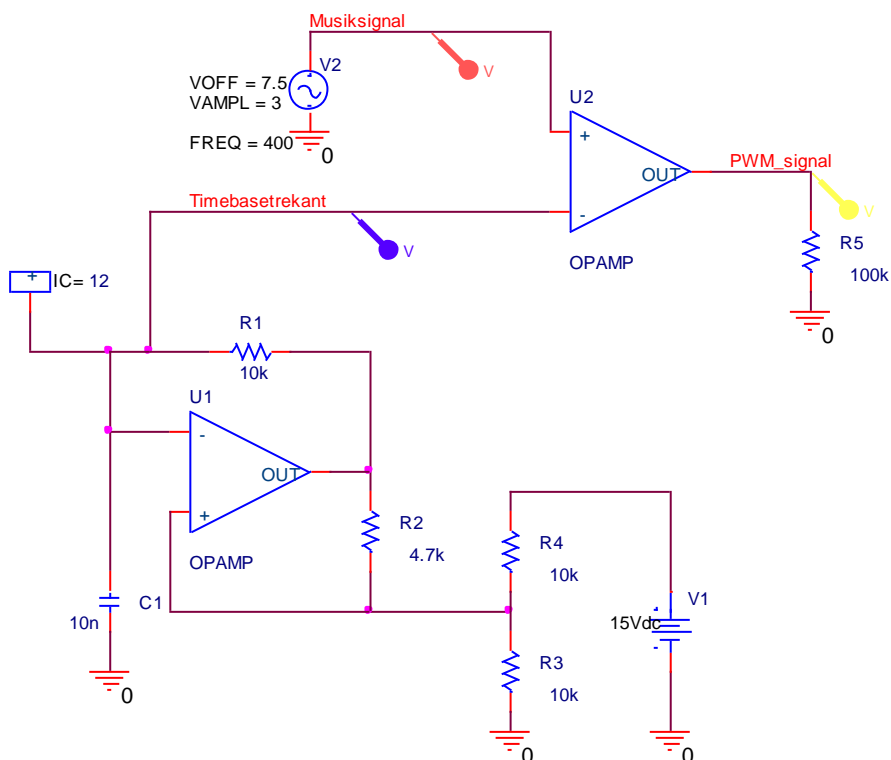 Musiksignal
V
V2
VOFF = 7.5
VAMPL = 3
FREQ = 400
0
U2
+
-
OUT
OPAMP
PWM_signal
V
R5
100k
0
Timebasetrekant
V
+
IC= 12
R1
10k
U1
-
+
OUT
OPAMP
R2
4.7k
C1
10n
0
R4
10k
R3
10k
0
V1
15Vdc
0